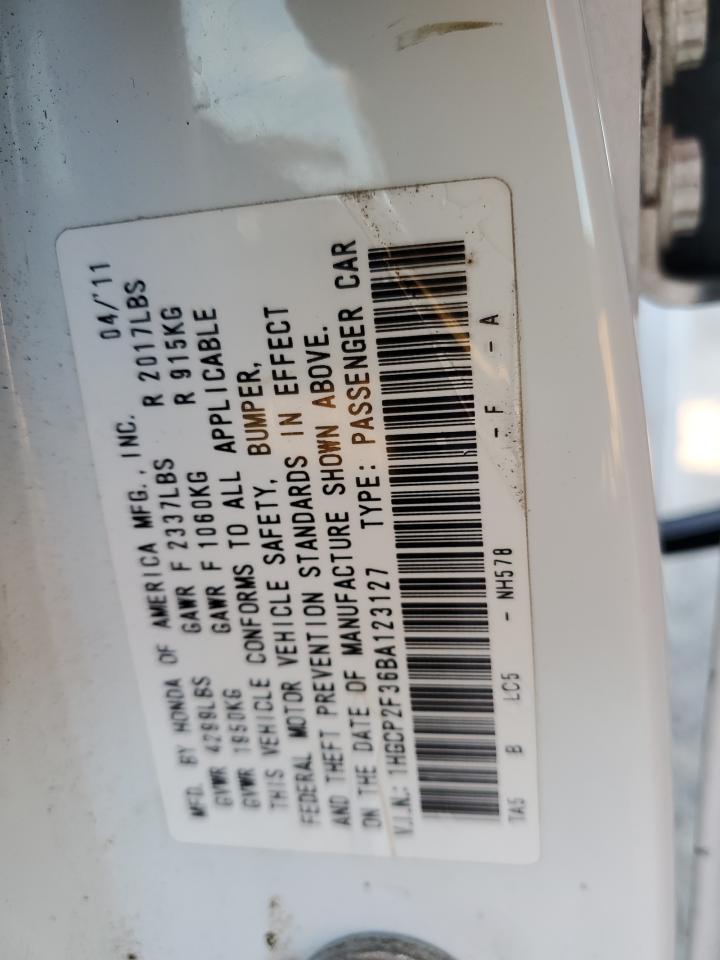 MFD. BY HONDA OF AMERICA MFG., INC. 04/'11
GVWR 4299LBS GAWR F 2337LBS R 2017LBS
GVWR 1950KG GAWR F 1060KG R 915KG
THIS VEHICLE CONFORMS TO ALL APPLICABLE
FEDERAL MOTOR VEHICLE SAFETY, BUMPER,
AND THEFT PREVENTION STANDARDS IN EFFECT
ON THE DATE OF MANUFACTURE SHOWN ABOVE.
V.I.N.: 1HGCP2F36BA123127 TYPE: PASSENGER CAR
TA5 B LC5 - NH578 - F - A